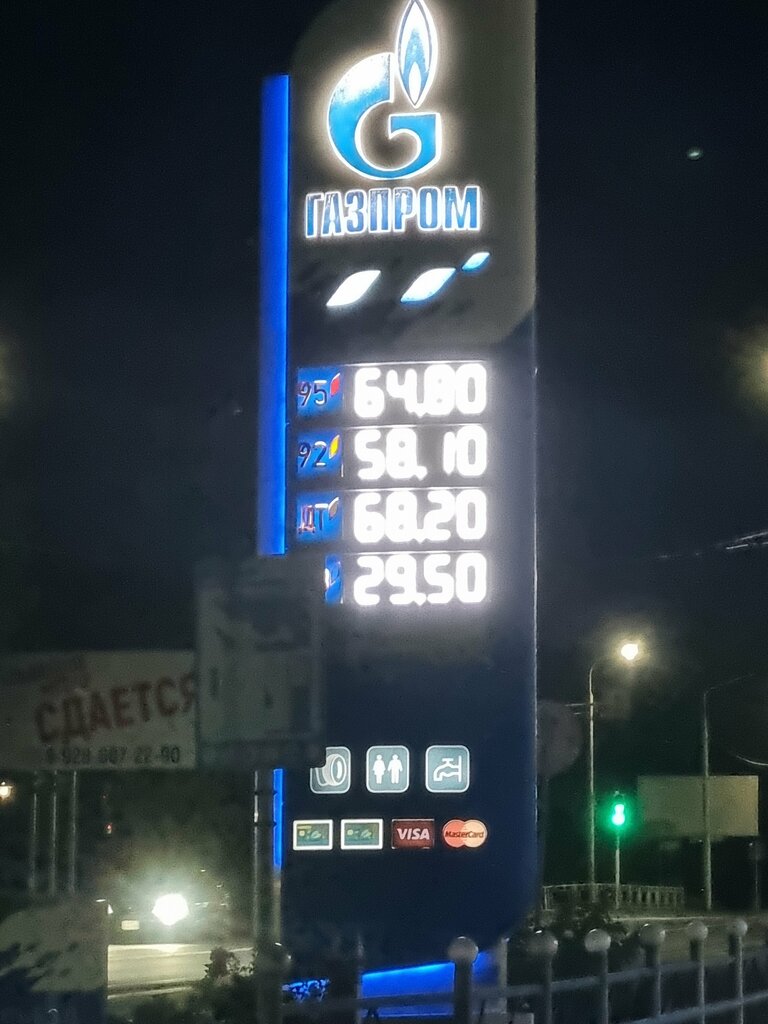 ГАЗПРОМ
95 64.80
92 58.10
ДТ 68.20
29.50
СДАЕТСЯ
VISA
MasterCard